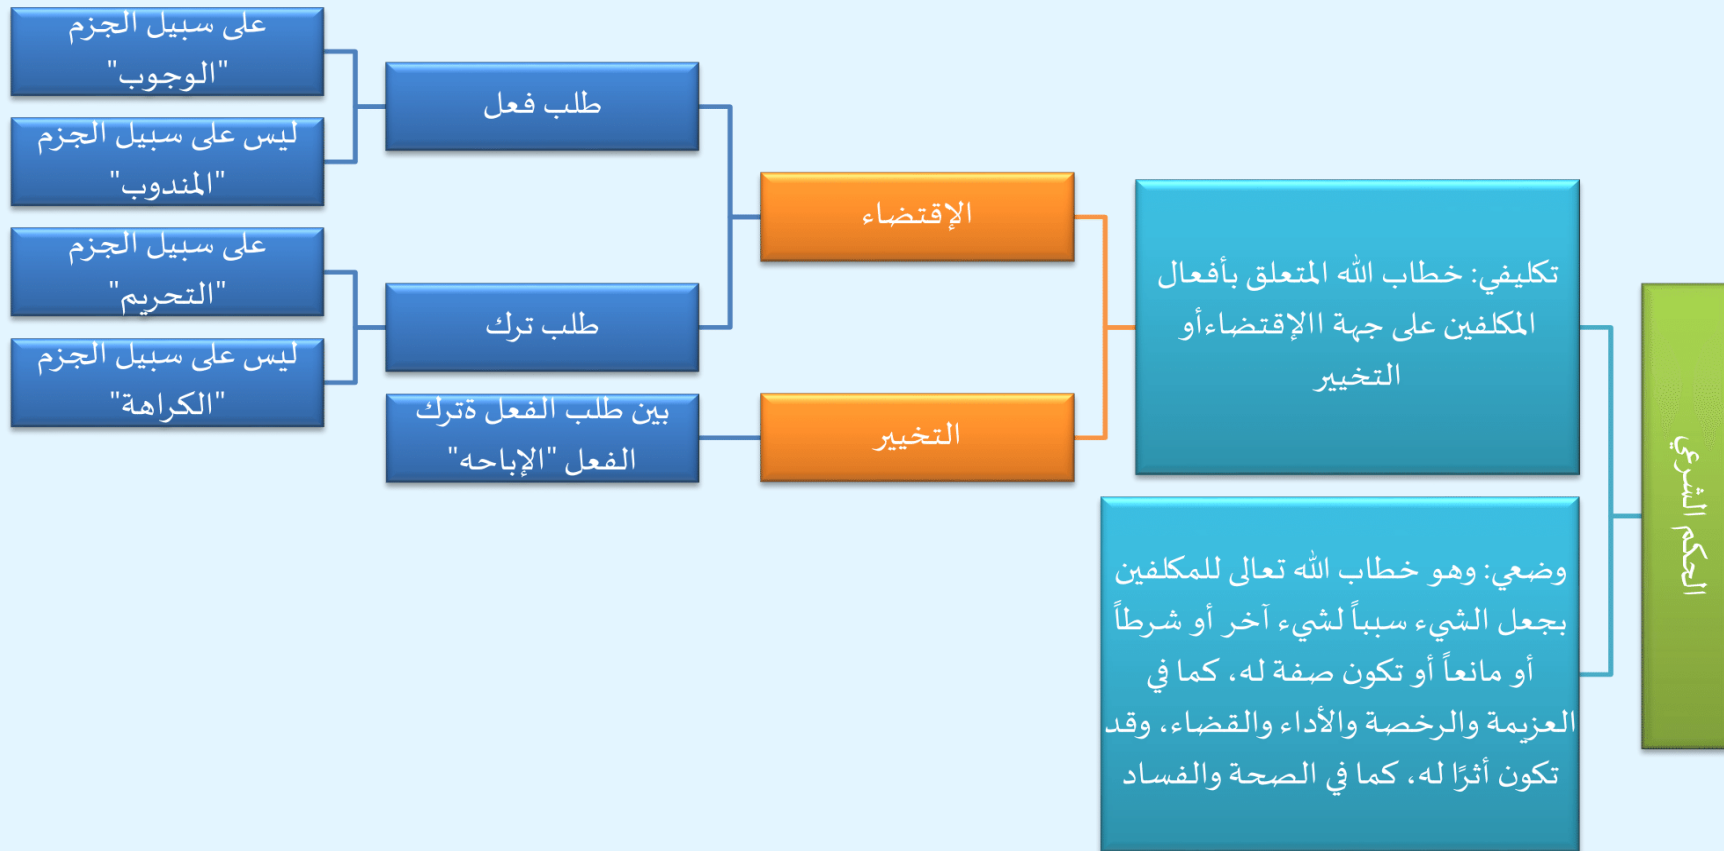 الحكم الشرعي
تكليفي: خطاب الله المتعلق بأفعال
المكلفين على جهة االإقتضاءأو
التخيير
الإقتضاء
طلب فعل
على سبيل الجزم
"الوجوب"
ليس على سبيل الجزم
"المندوب"
طلب ترك
على سبيل الجزم
"التحريم"
ليس على سبيل الجزم
"الكراهة"
التخيير
بين طلب الفعل ةترك
الفعل "الإباحه"
وضعي: وهو خطاب الله تعالى للمكلفين
بجعل الشيء سبباً لشيء آخر أو شرطاً
أو مانعاً أو تكون صفة له، كما في
العزيمة والرخصة والأداء والقضاء، وقد
تكون أثرًا له، كما في الصحة والفساد